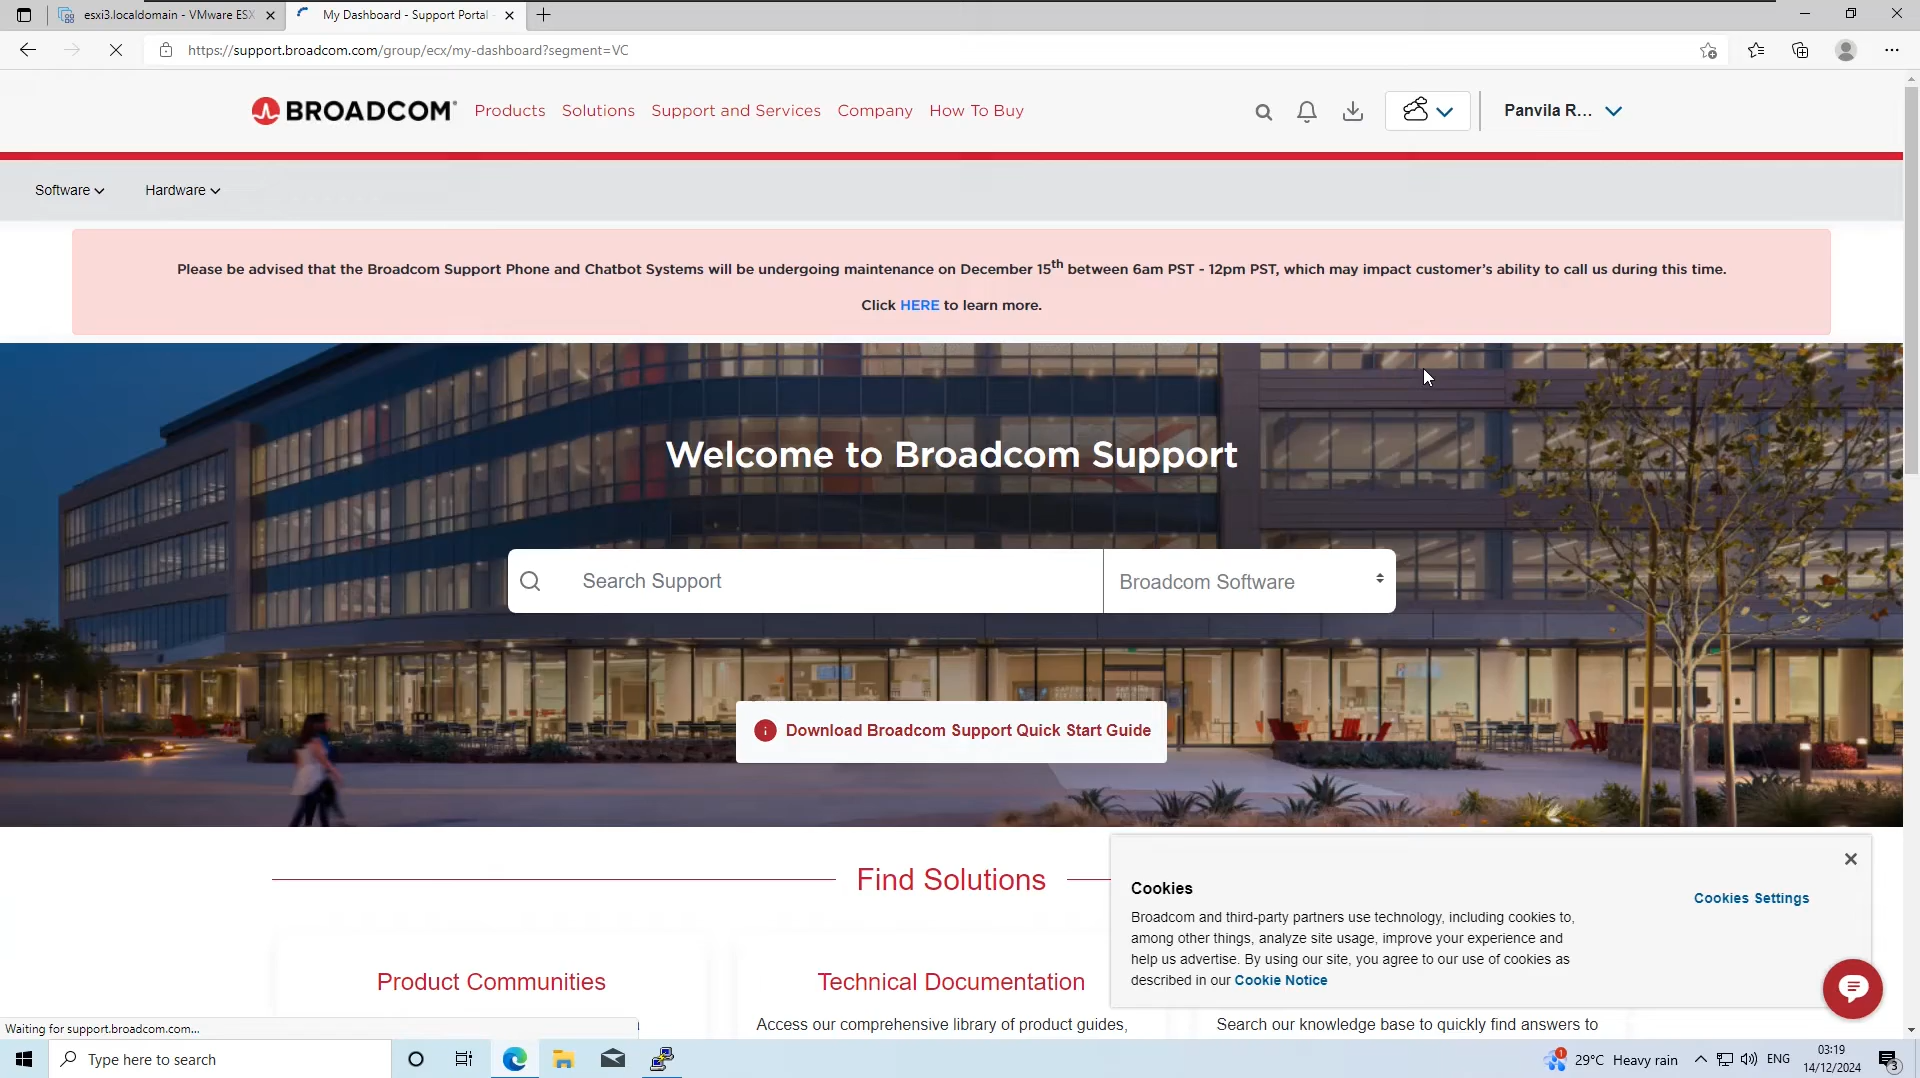 esxi3.localdomain - VMware ESX
My Dashboard - Support Portal -
https://support.broadcom.com/group/ecx/my-dashboard?segment=VC
BROADCOM®
Products
Solutions
Support and Services
Company
How To Buy
Panvila R...
Software
Hardware
Please be advised that the Broadcom Support Phone and Chatbot Systems will be undergoing maintenance on December 15th between 6am PST - 12pm PST, which may impact customer's ability to call us during this time.
Click HERE to learn more.
Welcome to Broadcom Support
Search Support
Broadcom Software
Download Broadcom Support Quick Start Guide
Find Solutions
Product Communities
Technical Documentation
Access our comprehensive library of product guides,
Search our knowledge base to quickly find answers to
Cookies
Broadcom and third-party partners use technology, including cookies to,
among other things, analyze site usage, improve your experience and
help us advertise. By using our site, you agree to our use of cookies as
described in our Cookie Notice
Cookies Settings
Waiting for support.broadcom.com...
Type here to search
1
29°C Heavy rain
ENG
03:19
14/12/2024
3